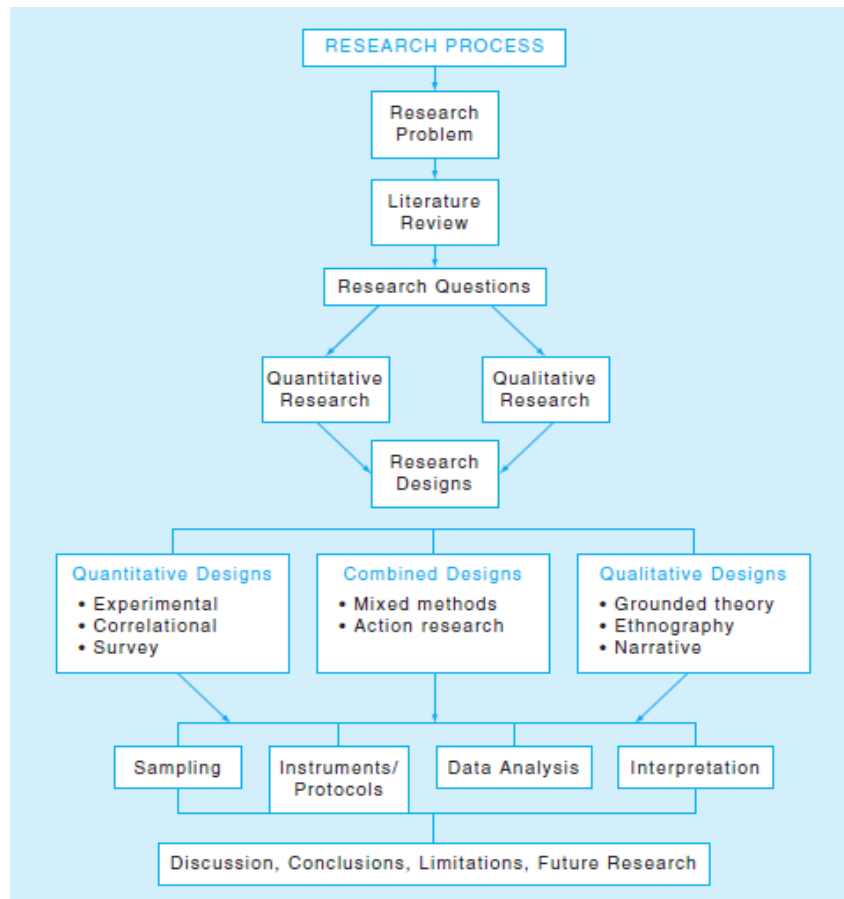 RESEARCH PROCESS
Research
Problem
Literature
Review
Research Questions
Quantitative
Research
Qualitative
Research
Research
Designs
Quantitative Designs
• Experimental
• Correlational
• Survey
Combined Designs
• Mixed methods
• Action research
Qualitative Designs
• Grounded theory
• Ethnography
• Narrative
Sampling
Instruments/
Protocols
Data Analysis
Interpretation
Discussion, Conclusions, Limitations, Future Research